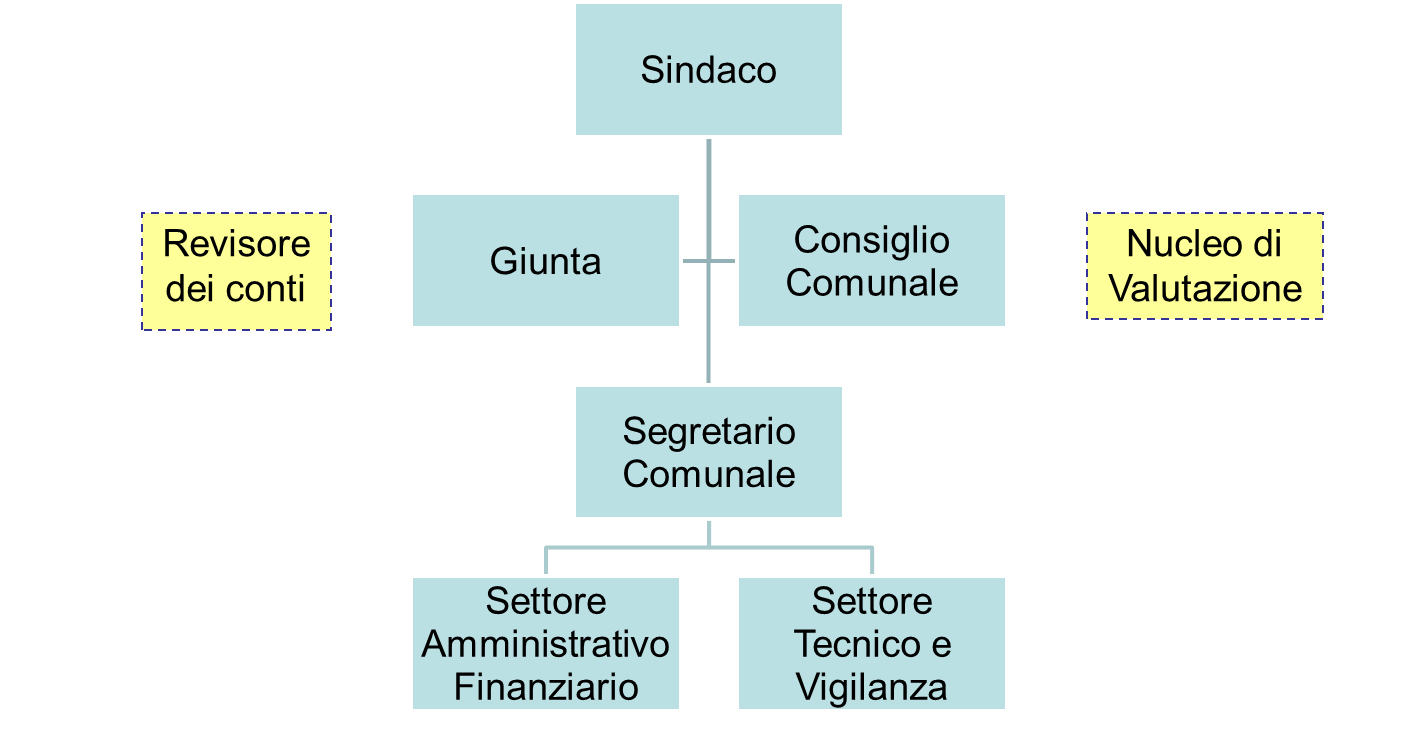 Sindaco
Revisore
dei conti
Giunta
Consiglio
Comunale
Nucleo di
Valutazione
Segretario
Comunale
Settore
Amministrativo
Finanziario
Settore
Tecnico e
Vigilanza